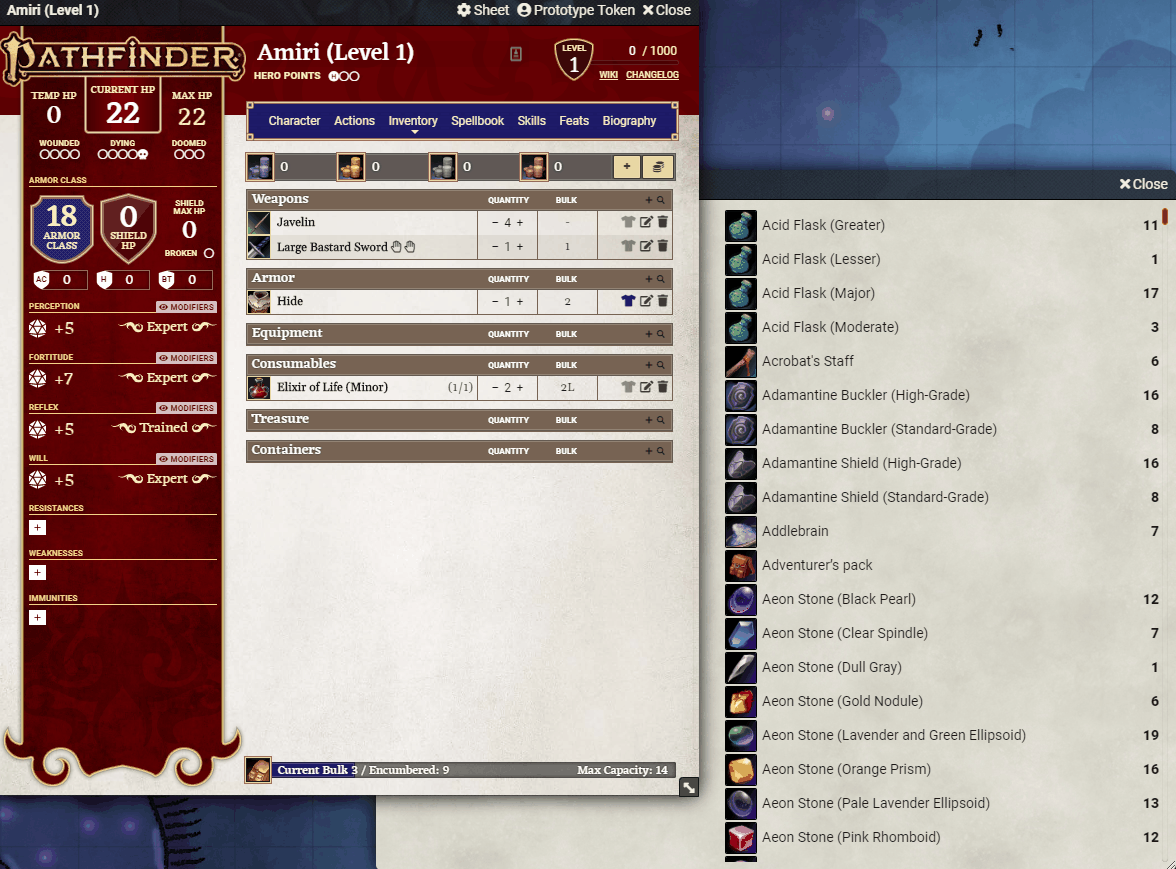 Amiri (Level 1)
Sheet Prototype Token Close
PATHFINDER
Amiri (Level 1)
HERO POINTS H
LEVEL
1
0 / 1000
WIKI CHANGELOG
TEMP HP
0
CURRENT HP
22
MAX HP
22
WOUNDED
DYING
DOOMED
Character Actions Inventory Spellbook Skills Feats Biography
0 0 0 0 +
ARMOR CLASS
18
ARMOR
CLASS
0
SHIELD
HP
SHIELD
MAX HP
0
BROKEN
AC 0 H 0 BT 0
PERCEPTION MODIFIERS
+5 Expert
FORTITUDE MODIFIERS
+7 Expert
REFLEX MODIFIERS
+5 Trained
WILL MODIFIERS
+5 Expert
RESISTANCES
+
WEAKNESSES
+
IMMUNITIES
+
Weapons QUANTITY BULK +
Javelin − 4 + -
Large Bastard Sword − 1 + 1
Armor QUANTITY BULK +
Hide − 1 + 2
Equipment QUANTITY BULK +
Consumables QUANTITY BULK +
Elixir of Life (Minor) (1/1) − 2 + 2L
Treasure QUANTITY BULK +
Containers QUANTITY BULK +
Current Bulk 3 / Encumbered: 9 Max Capacity: 14
Close
Acid Flask (Greater) 11
Acid Flask (Lesser) 1
Acid Flask (Major) 17
Acid Flask (Moderate) 3
Acrobat's Staff 6
Adamantine Buckler (High-Grade) 16
Adamantine Buckler (Standard-Grade) 8
Adamantine Shield (High-Grade) 16
Adamantine Shield (Standard-Grade) 8
Addlebrain 7
Adventurer's pack
Aeon Stone (Black Pearl) 12
Aeon Stone (Clear Spindle) 7
Aeon Stone (Dull Gray) 1
Aeon Stone (Gold Nodule) 6
Aeon Stone (Lavender and Green Ellipsoid) 19
Aeon Stone (Orange Prism) 16
Aeon Stone (Pale Lavender Ellipsoid) 13
Aeon Stone (Pink Rhomboid) 12